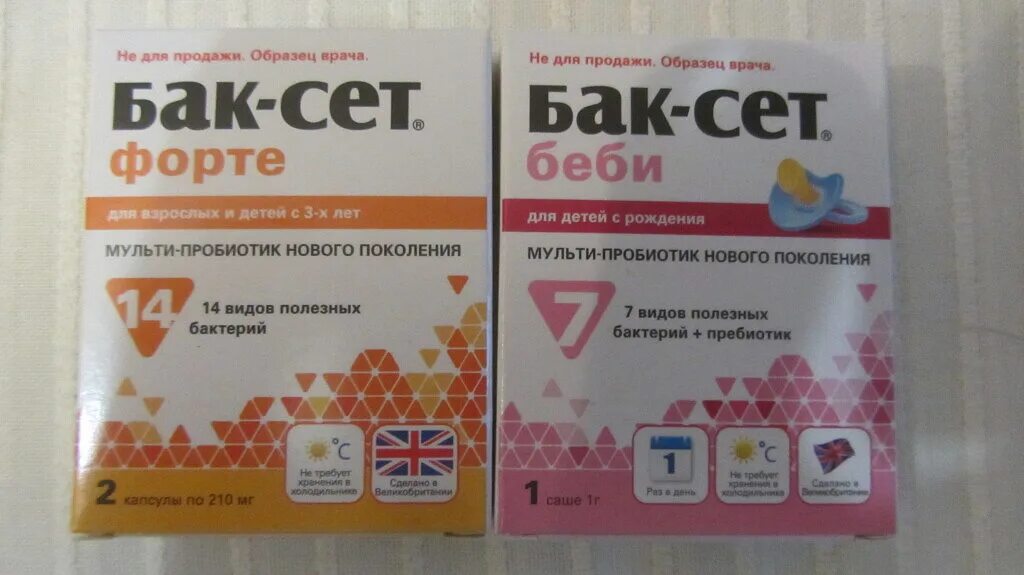 Не для продажи. Образец врача.
Бак-сет®
форте
для взрослых и детей с 3-х лет
МУЛЬТИ-ПРОБИОТИК НОВОГО ПОКОЛЕНИЯ
14
14 видов полезных
бактерий
°C
Не требует
хранения в
холодильнике
Сделано в
Великобритании
2 капсулы по 210 мг
Не для продажи. Образец врача.
Бак-сет®
беби
для детей с рождения
МУЛЬТИ-ПРОБИОТИК НОВОГО ПОКОЛЕНИЯ
7
7 видов полезных
бактерий + пребиотик
1
Раз в день
°C
Не требует
хранения в
холодильнике
Сделано в
Великобритании
1 саше 1г